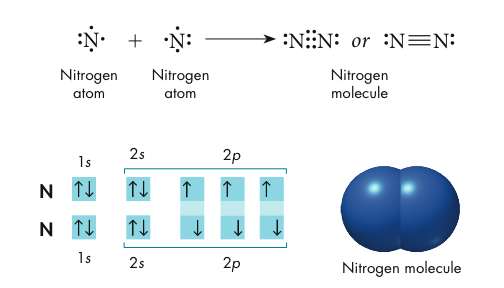 :Ṅ· + ·Ṅ: ⟶ :N⋮⋮N: or :N≡N:
Nitrogen atom
Nitrogen atom
Nitrogen molecule
1s 2s 2p
N ↑↓ ↑↓ ↑ ↑ ↑
N ↑↓ ↑↓ ↓ ↓ ↓
1s 2s 2p
Nitrogen molecule